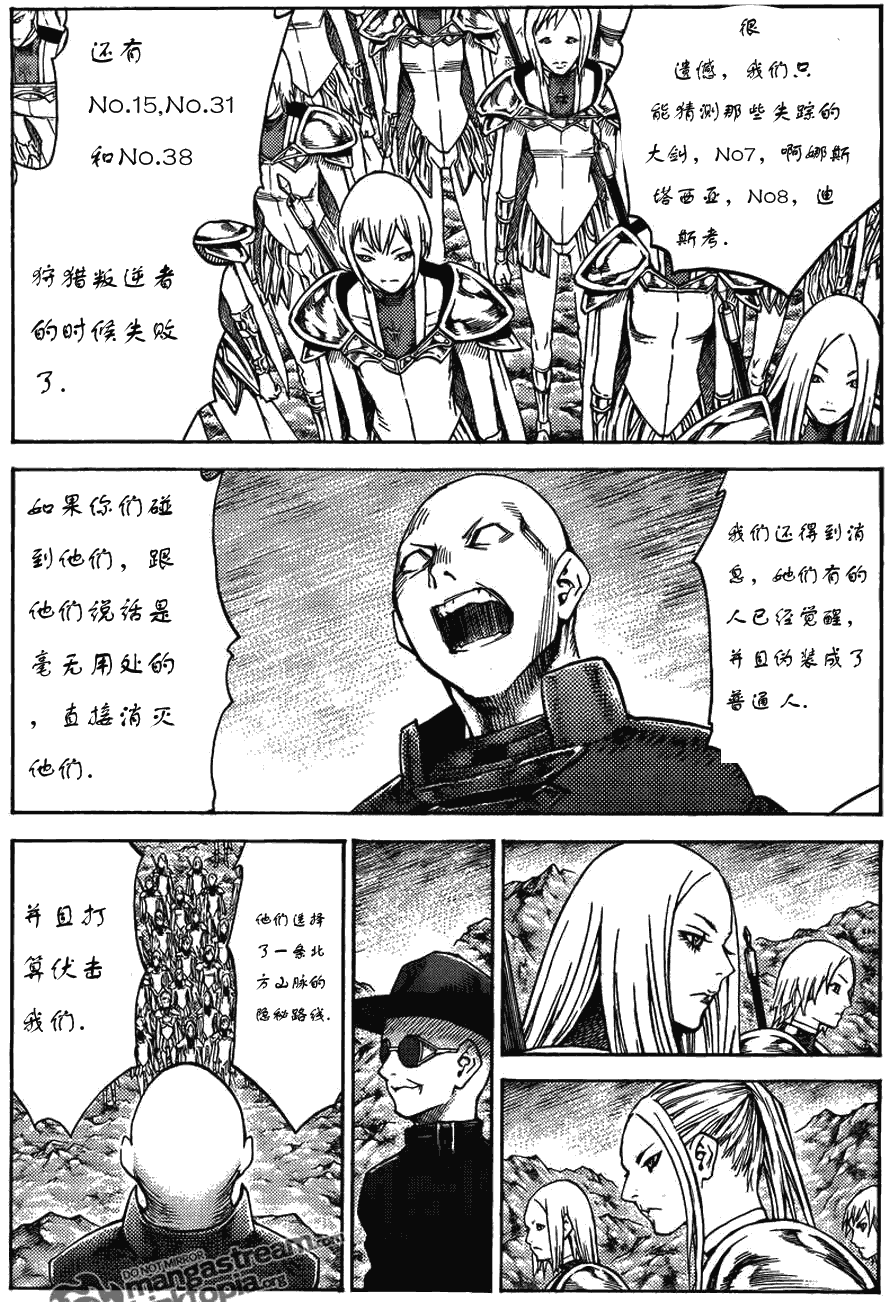 很
遗憾，我们只
能猜测那些失踪的
大剑，No7，啊娜斯
塔西亚，No8，迪
斯考.
还有
No.15,No.31
和No.38
狩猎叛逆者
的时候失败
了.
我们还得到消
息，她们有的
人已经觉醒，
并且伪装成了
普通人.
如果你们碰
到他们，跟
他们说话是
毫无用处的
，直接消灭
他们.
他们选择
了一条北
方山脉的
隐秘路线.
并且打
算伏击
我们.
DO NOT MIRROR
mangastream.com